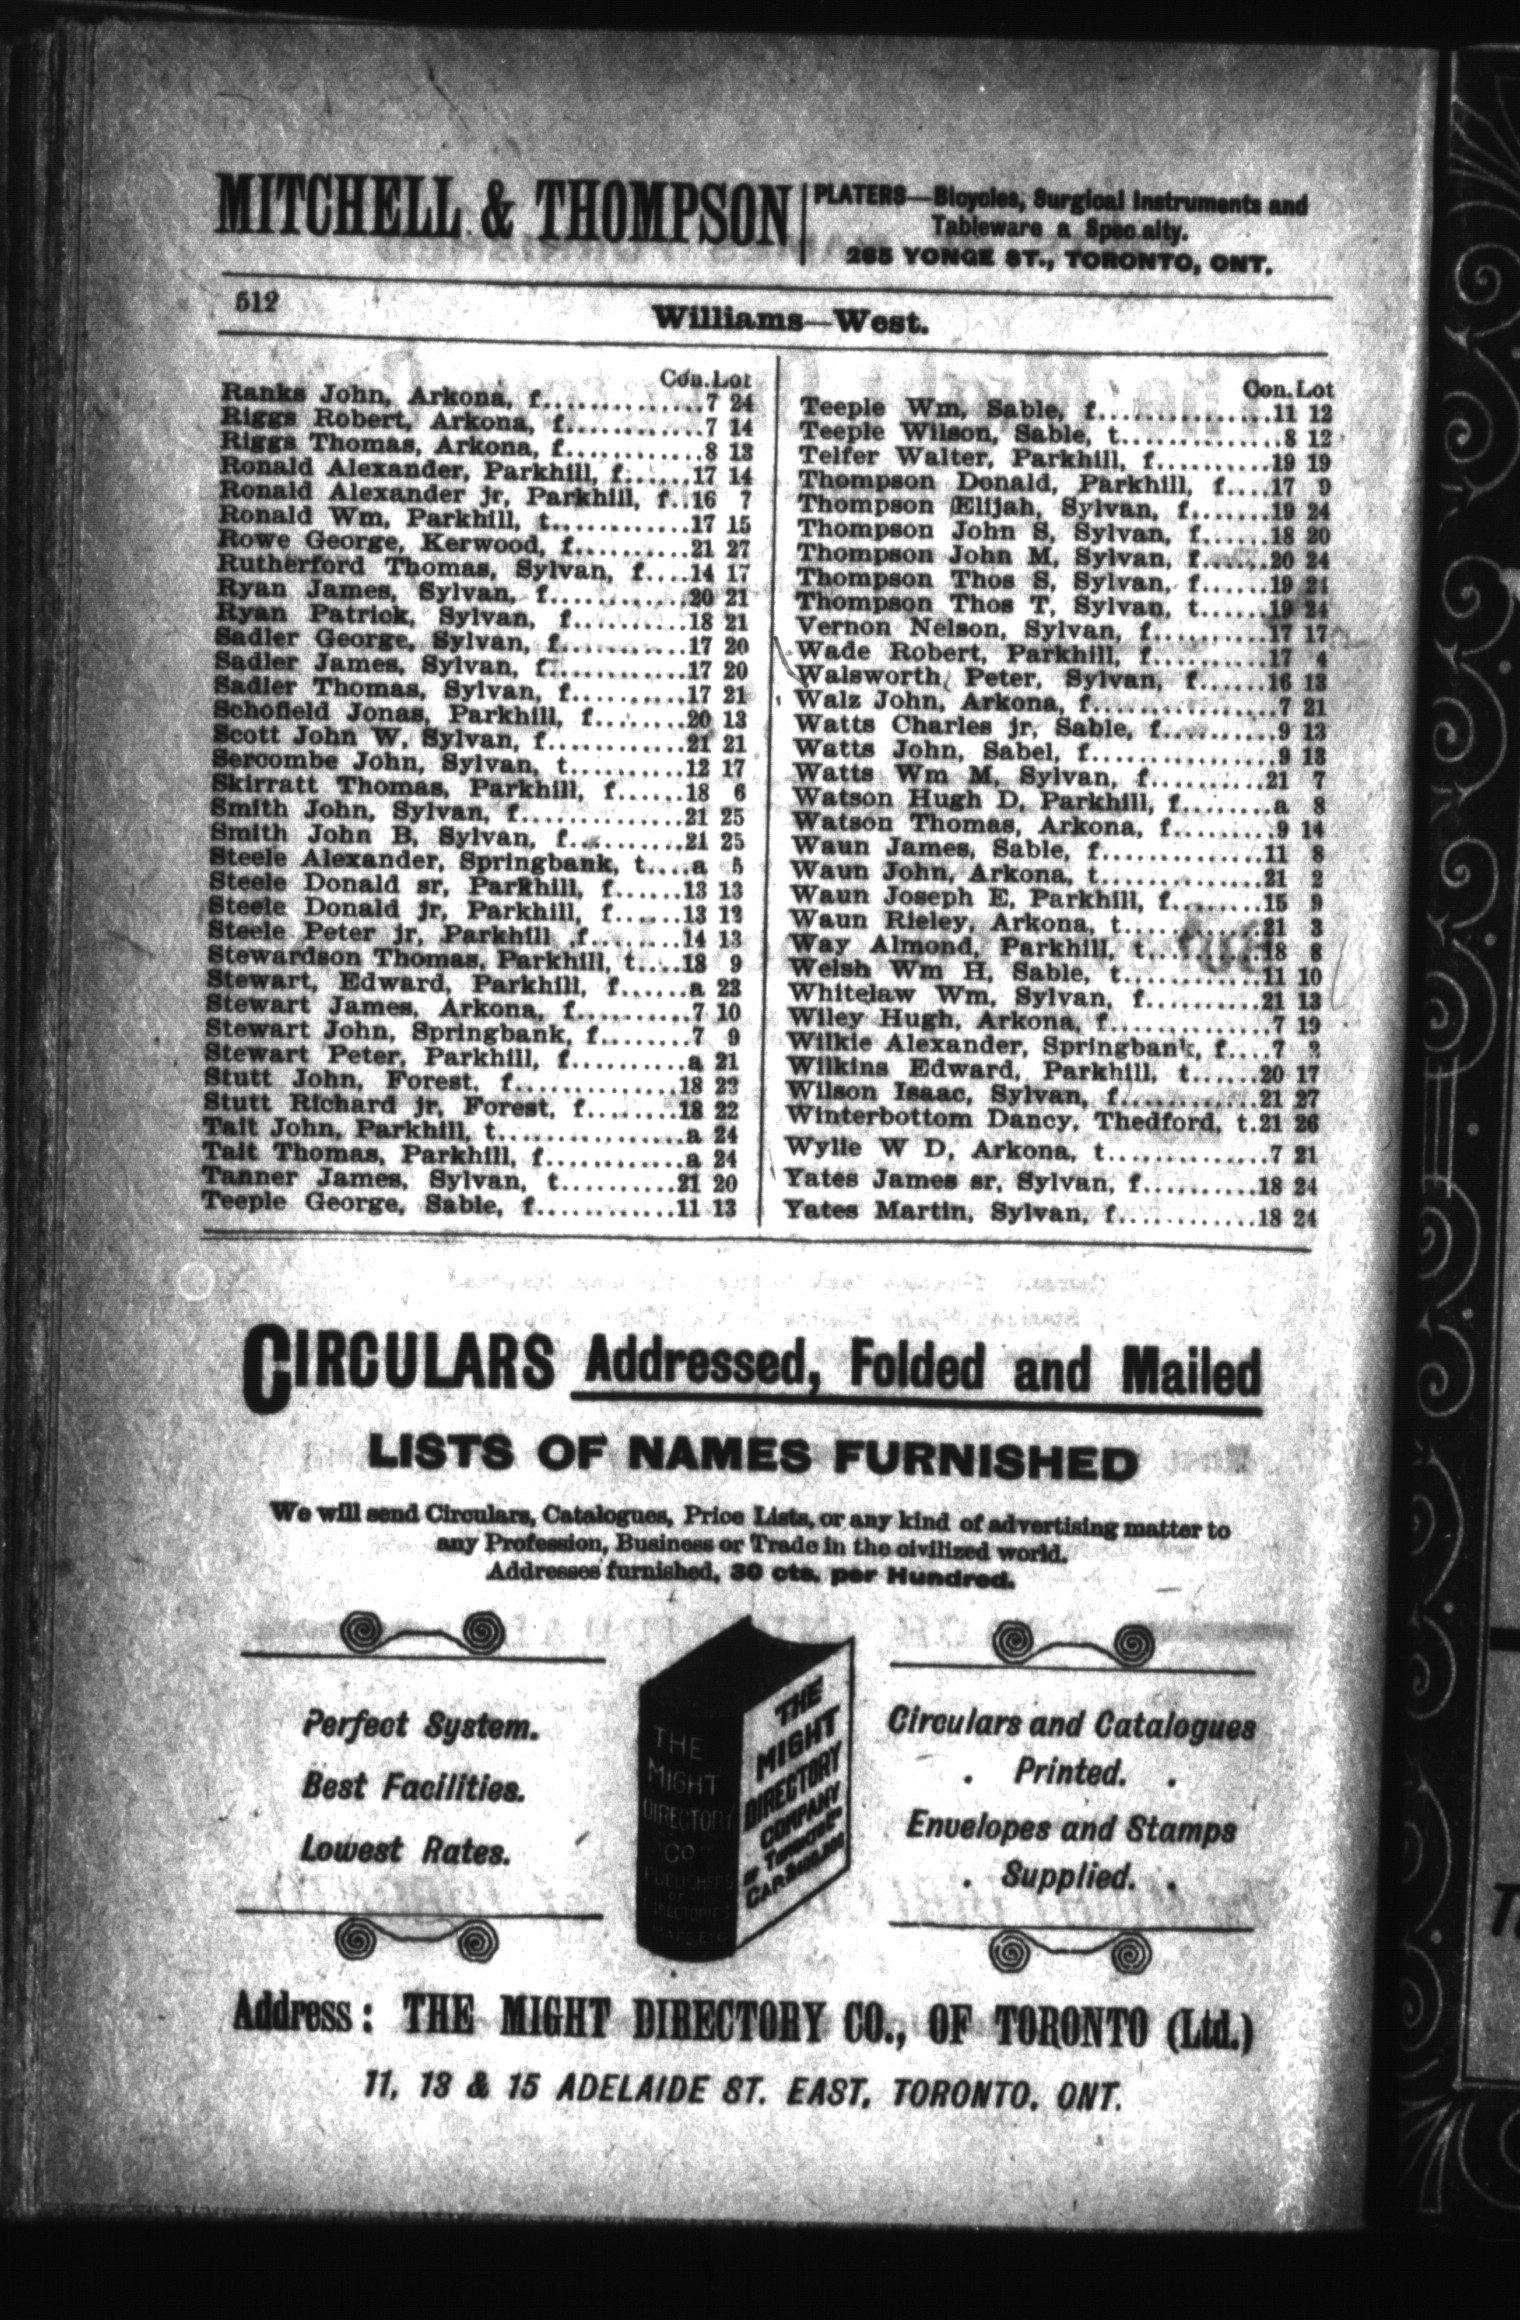 MITCHELL & THOMPSON
PLATERS—Bicycles, Surgical Instruments and
Tableware a Specialty.
265 YONGE ST., TORONTO, ONT.
512
Williams—West.
Con. Lot
Ranks John, Arkona, f..............7 24
Riggs Robert, Arkona, f............7 14
Riggs Thomas, Arkona, f............8 13
Ronald Alexander, Parkhill, f......17 14
Ronald Alexander jr, Parkhill, f..16 7
Ronald Wm, Parkhill, t............17 15
Rowe George, Kerwood, f..........21 27
Rutherford Thomas, Sylvan, f....14 17
Ryan James, Sylvan, f............20 21
Ryan Patrick, Sylvan, f..........18 21
Sadler George, Sylvan, f...........17 20
Sadler James, Sylvan, f...........17 20
Sadler Thomas, Sylvan, f..........17 21
Schofield Jonas, Parkhill, f........20 13
Scott John W, Sylvan, f............21 21
Sercombe John, Sylvan, t..........12 17
Skirratt Thomas, Parkhill, f......18 6
Smith John, Sylvan, f..............21 25
Smith John B, Sylvan, f..........21 25
Steele Alexander, Springbank, t....a 5
Steele Donald sr, Parkhill, f......13 13
Steele Donald jr, Parkhill, f......13 13
Steele Peter jr, Parkhill ,f........14 13
Stewardson Thomas, Parkhill, t....18 9
Stewart, Edward, Parkhill, f......a 23
Stewart James, Arkona, f..........7 10
Stewart John, Springbank, f........7 9
Stewart Peter, Parkhill, f..........a 21
Stutt John, Forest, f..............18 23
Stutt Richard jr, Forest, f........18 22
Tait John, Parkhill, t................a 24
Tait Thomas, Parkhill, f............a 24
Tanner James, Sylvan, t..........21 20
Teeple George, Sable, f............11 13
Con. Lot
Teeple Wm, Sable, f...............11 12
Teeple Wilson, Sable, t.............8 12
Telfer Walter, Parkhill, f..........19 19
Thompson Donald, Parkhill, f....17 9
Thompson Elijah, Sylvan, f.......19 24
Thompson John S, Sylvan, f......18 20
Thompson John M, Sylvan, f......20 24
Thompson Thos S, Sylvan, f......19 24
Thompson Thos T, Sylvan, t......19 24
Vernon Nelson, Sylvan, f..........17 17
Wade Robert, Parkhill, f..........17 4
Walsworth, Peter, Sylvan, f......16 13
Walz John, Arkona, f................7 21
Watts Charles jr, Sable, f..........9 13
Watts John, Sabel, f................9 13
Watts Wm M, Sylvan, f..........21 7
Watson Hugh D, Parkhill, f........a 8
Watson Thomas, Arkona, f.........9 14
Waun James, Sable, f..............11 8
Waun John, Arkona, t..............21 2
Waun Joseph E, Parkhill, f........15 9
Waun Rieley, Arkona, t............21 3
Way Almond, Parkhill, t..........18 8
Welsh Wm H, Sable, t............11 10
Whitelaw Wm, Sylvan, f..........21 13
Wiley Hugh, Arkona, f..............7 19
Wilkie Alexander, Springbank, f....7 2
Wilkins Edward, Parkhill, t......20 17
Wilson Isaac, Sylvan, f............21 27
Winterbottom Dancy, Thedford, t.21 26
Wylie W D, Arkona, t..............7 21
Yates James sr, Sylvan, f..........18 24
Yates Martin, Sylvan, f............18 24
CIRCULARS Addressed, Folded and Mailed
LISTS OF NAMES FURNISHED
We will send Circulars, Catalogues, Price Lists, or any kind of advertising matter to
any Profession, Business or Trade in the civilized world.
Addresses furnished, 30 cts. per Hundred.
Perfect System.
Best Facilities.
Lowest Rates.
THE
MIGHT
DIRECTORY
CO
THE
MIGHT
DIRECTORY
COMPANY
OF TORONTO
Circulars and Catalogues
. Printed. .
Envelopes and Stamps
. Supplied. .
Address: THE MIGHT DIRECTORY CO., OF TORONTO (Ltd.)
11, 13 & 15 ADELAIDE ST. EAST, TORONTO, ONT.